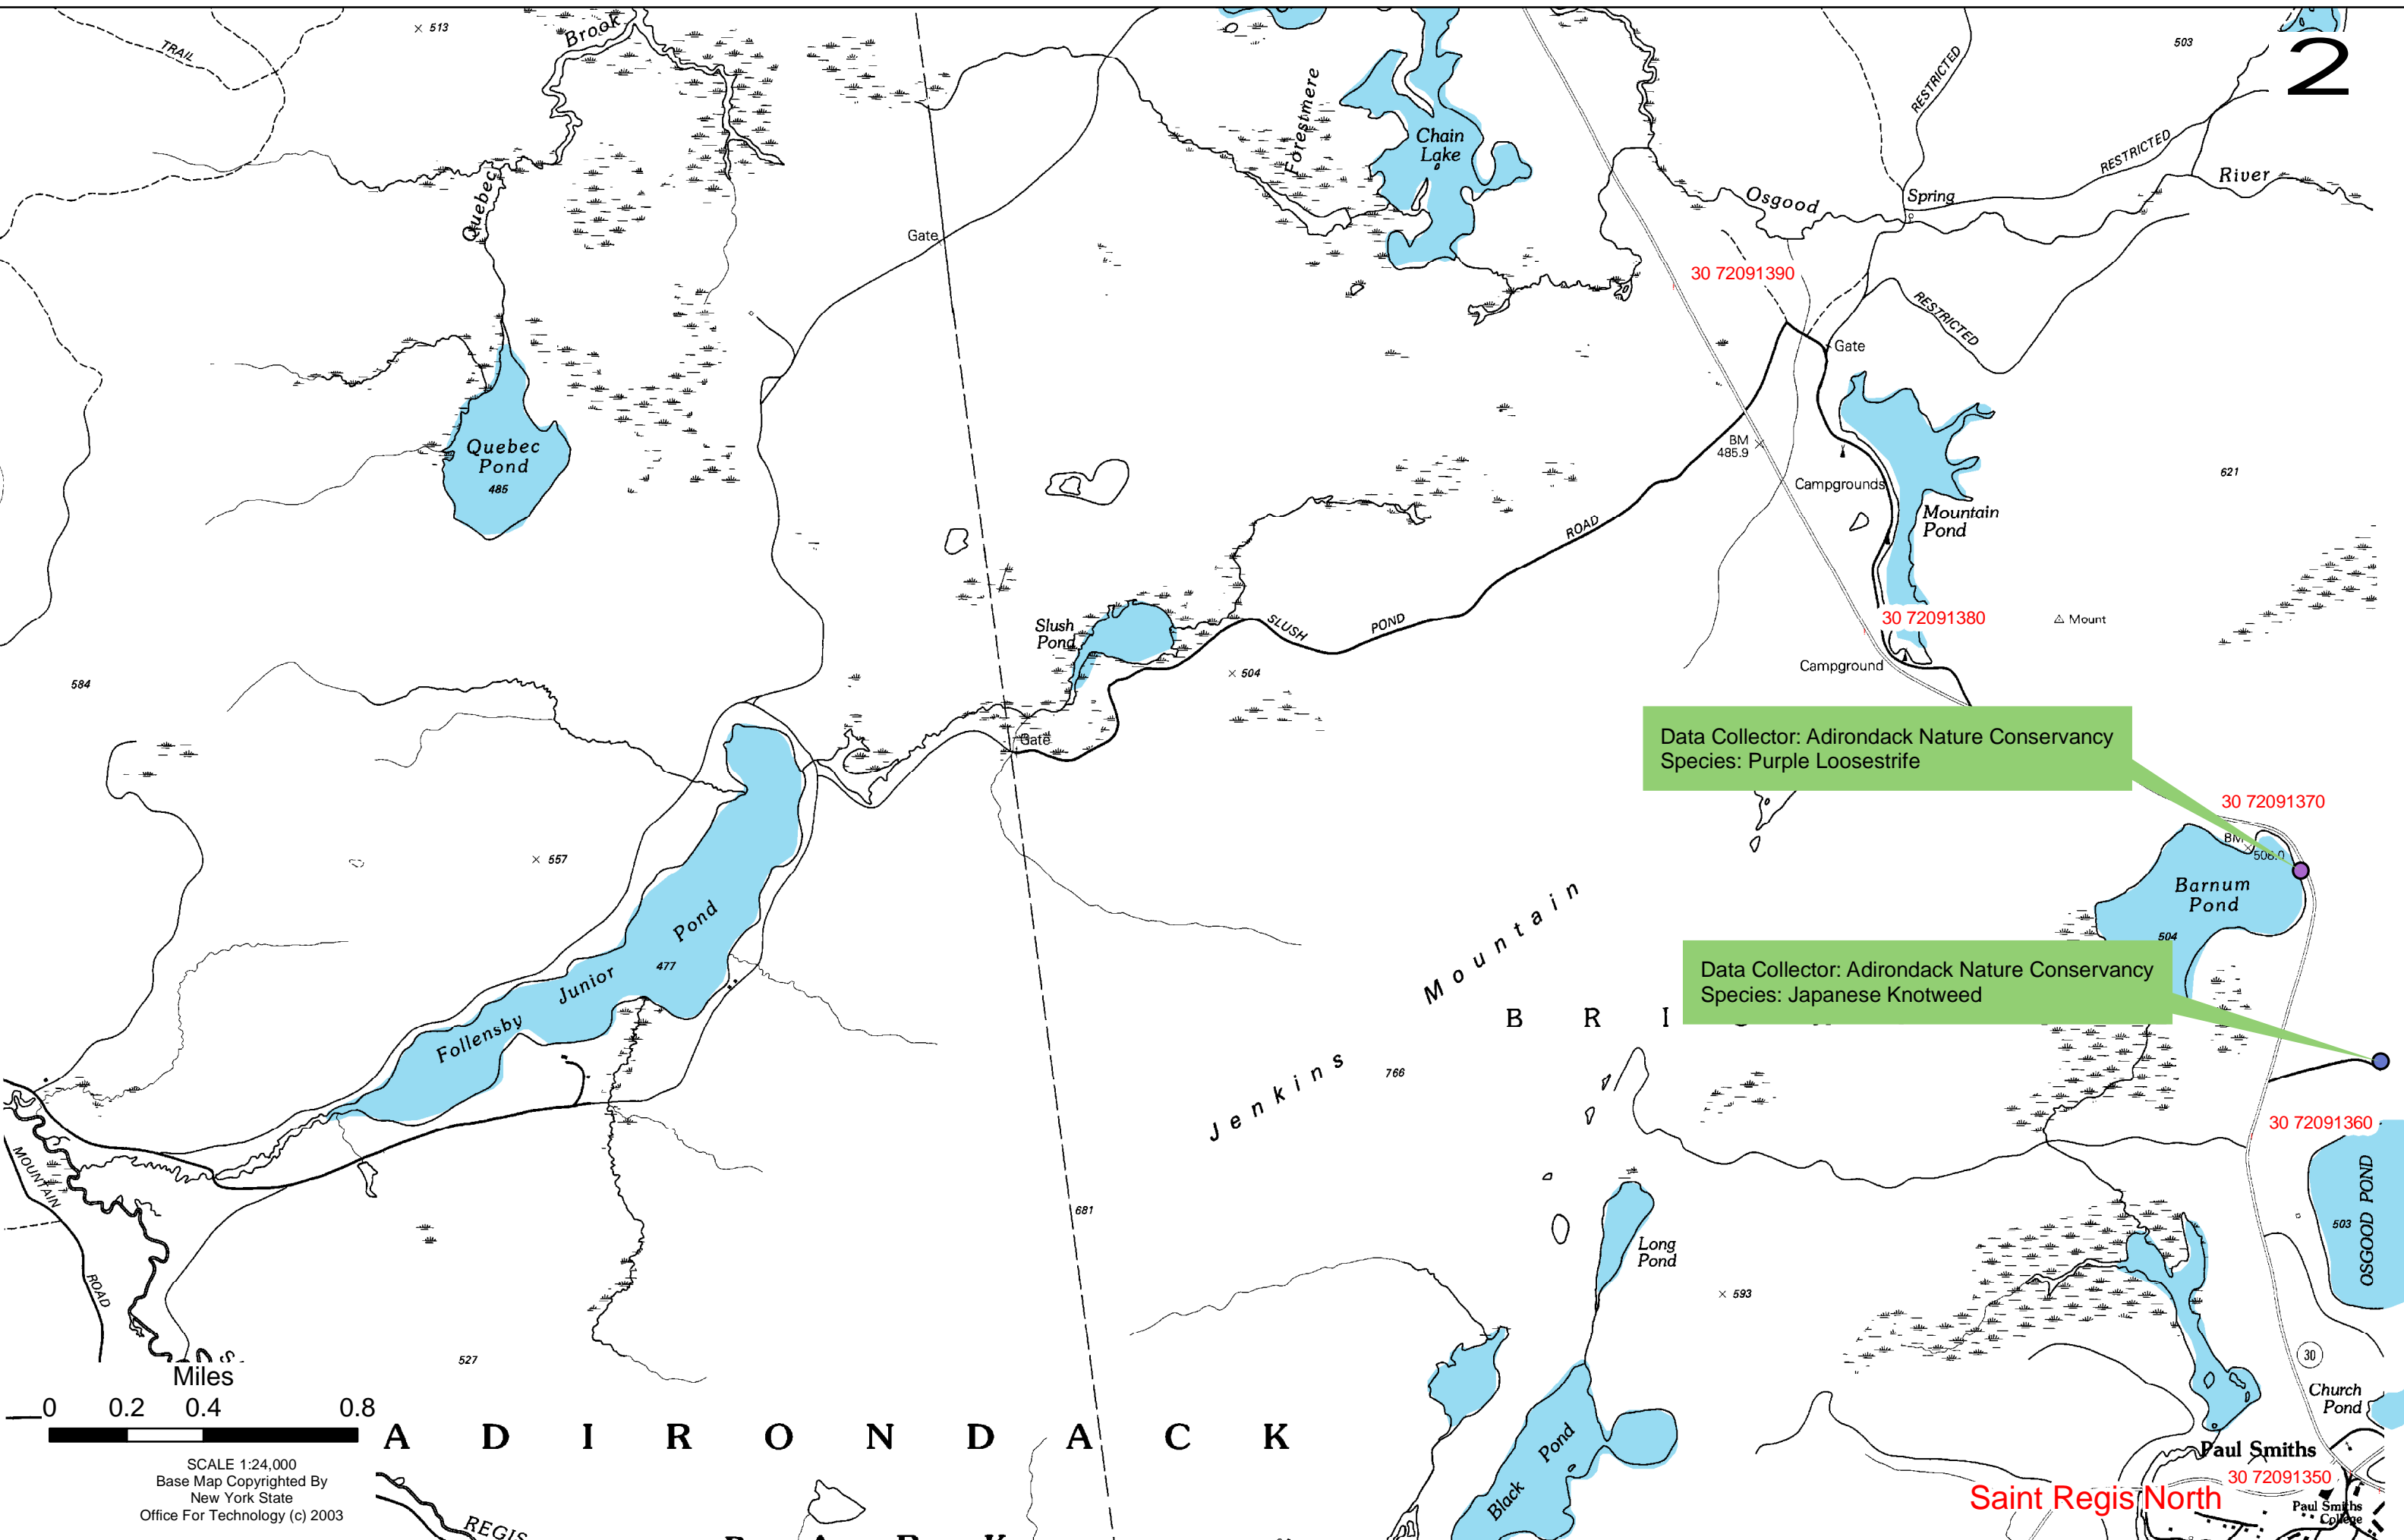 513
TRAIL
Brook
Forestmere
Chain
Lake
RESTRICTED
503
2
RESTRICTED
River
Quebec
Osgood
Spring
Gate
30 72091390
RESTRICTED
Gate
Quebec
Pond
485
BM
485.9
Campgrounds
621
Mountain
Pond
ROAD
Slush
Pond
SLUSH
POND
30 72091380
Mount
504
Campground
584
Gate
Data Collector: Adirondack Nature Conservancy
Species: Purple Loosestrife
30 72091370
BM
506.0
557
Barnum
Pond
504
Mountain
Pond
Junior
477
Follensby
Data Collector: Adirondack Nature Conservancy
Species: Japanese Knotweed
B R I
Jenkins
766
30 72091360
MOUNTAIN
ROAD
681
OSGOOD POND
503
Long
Pond
593
527
30
Miles
0 0.2 0.4 0.8
SCALE 1:24,000
Base Map Copyrighted By
New York State
Office For Technology (c) 2003
A D I R O N D A C K
Church
Pond
Black Pond
Paul Smiths
30 72091350
Saint Regis North
Paul Smiths
College
REGIS
P A R K